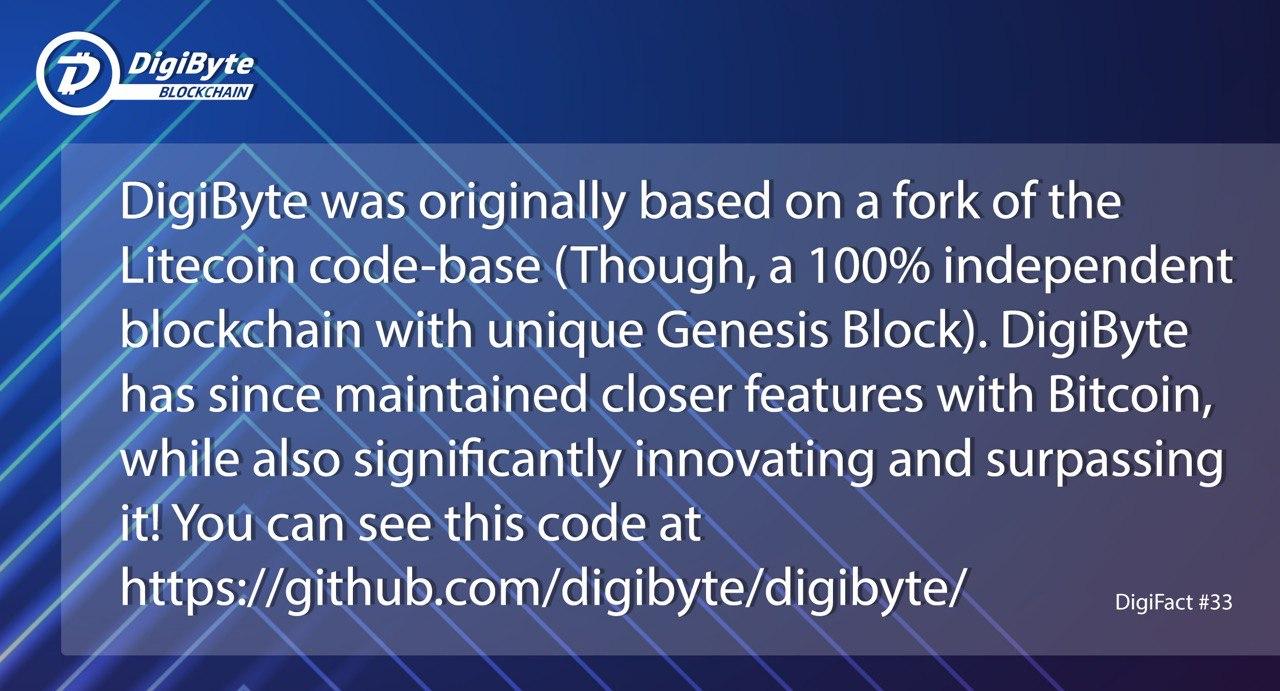 DigiByte
BLOCKCHAIN
DigiByte was originally based on a fork of the
Litecoin code-base (Though, a 100% independent
blockchain with unique Genesis Block). DigiByte
has since maintained closer features with Bitcoin,
while also significantly innovating and surpassing
it! You can see this code at
https://github.com/digibyte/digibyte/
DigiFact #33